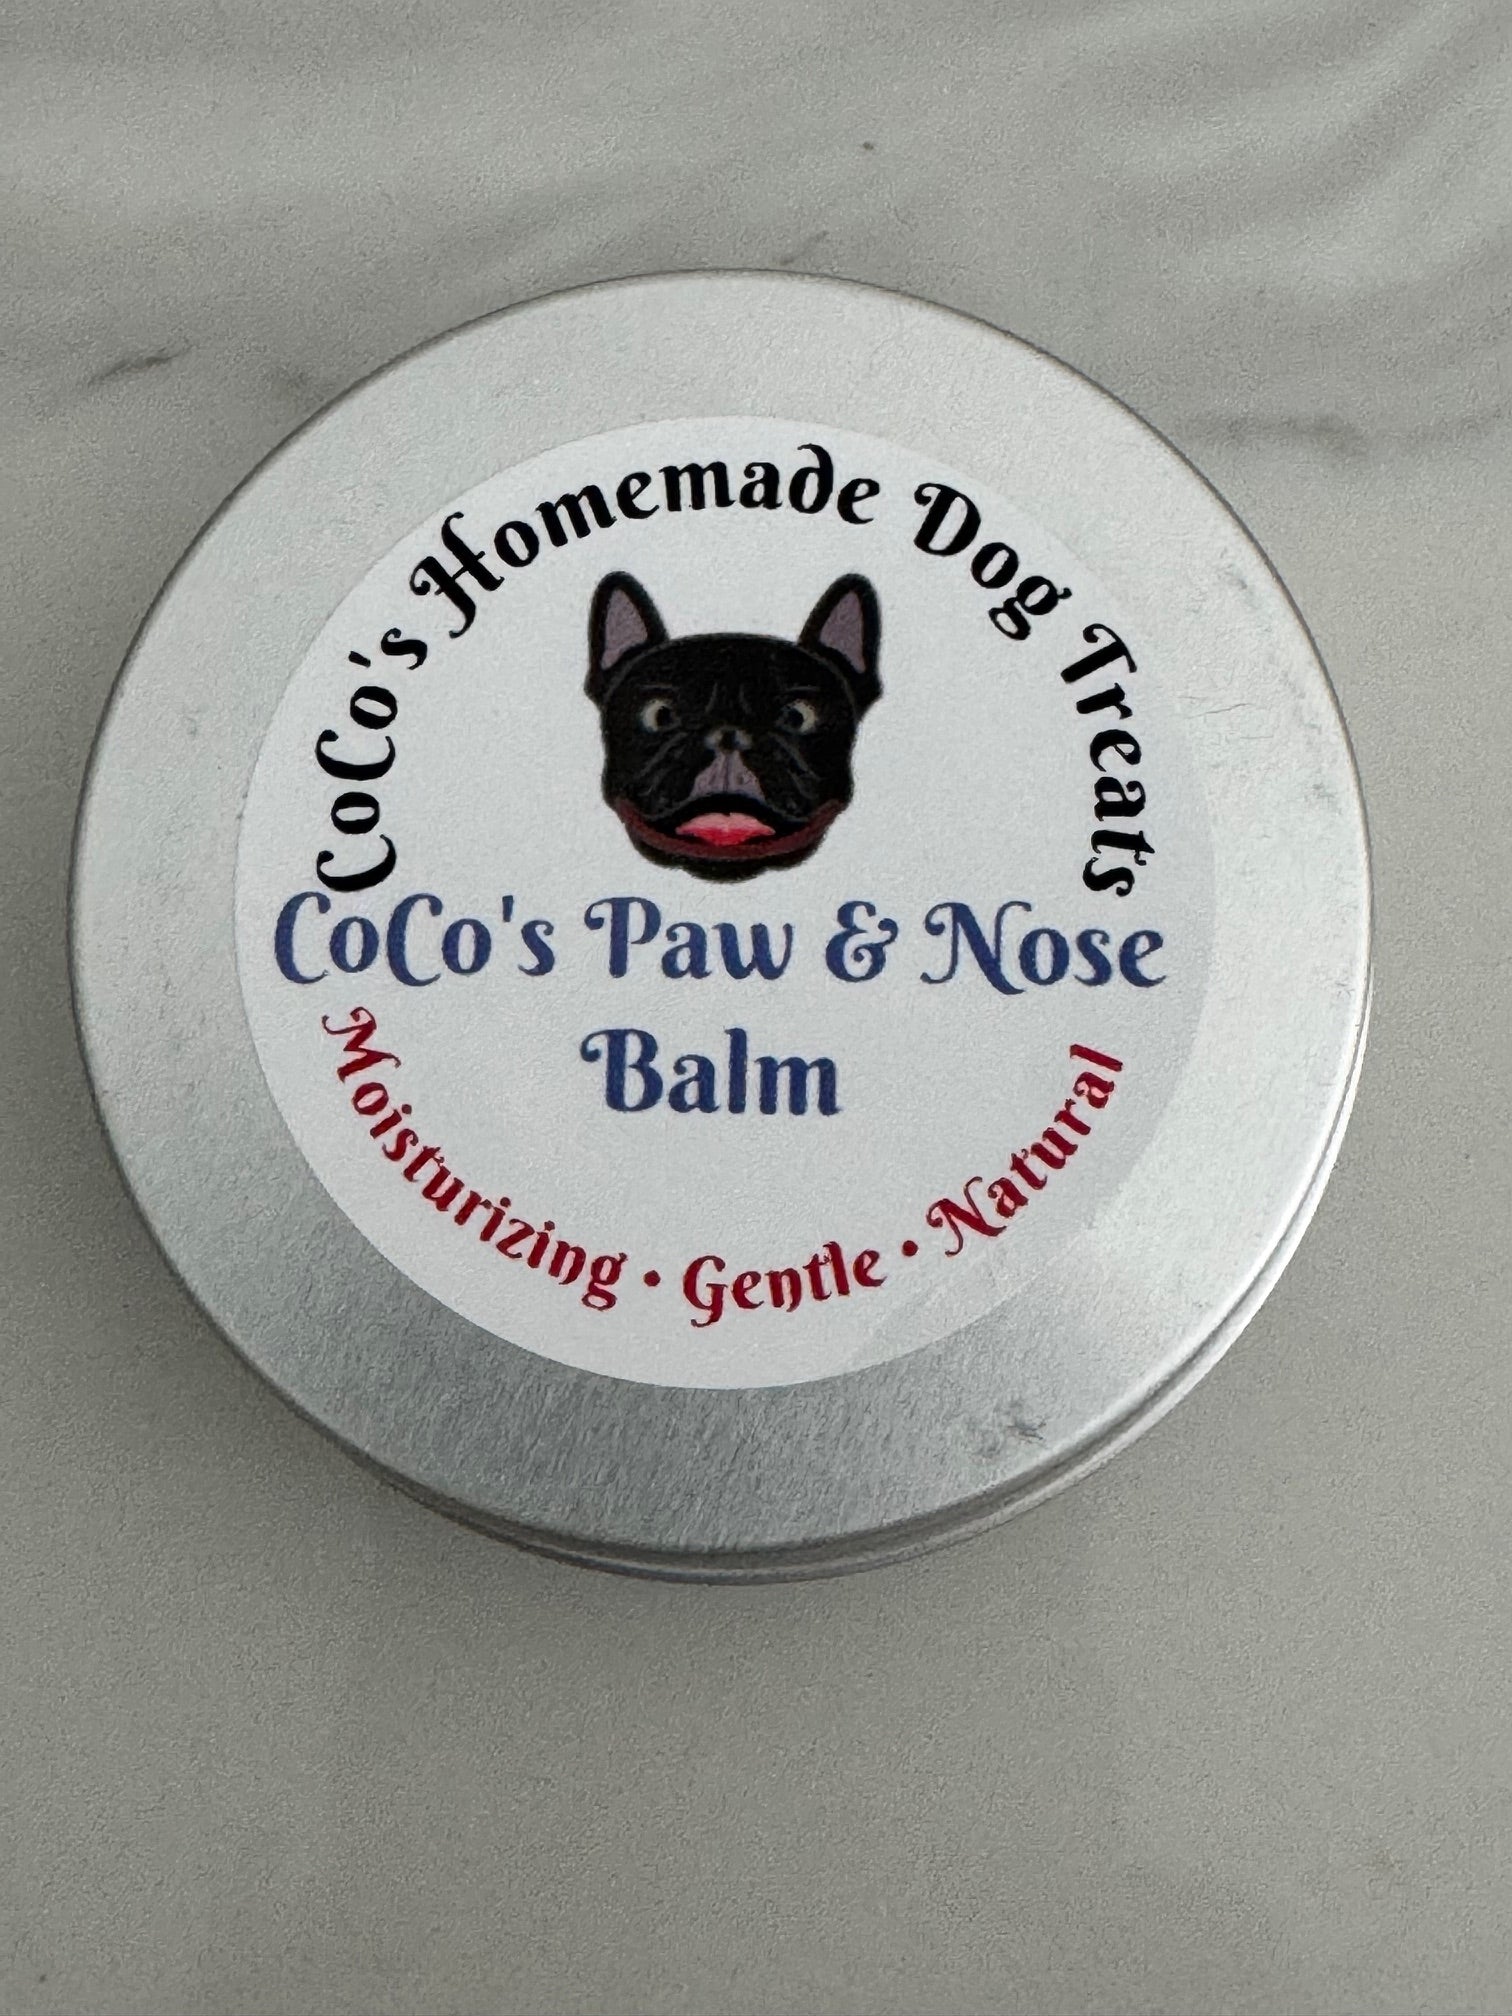 CoCo's Homemade Dog Treats
CoCo's Paw & Nose
Balm
Moisturizing • Gentle • Natural